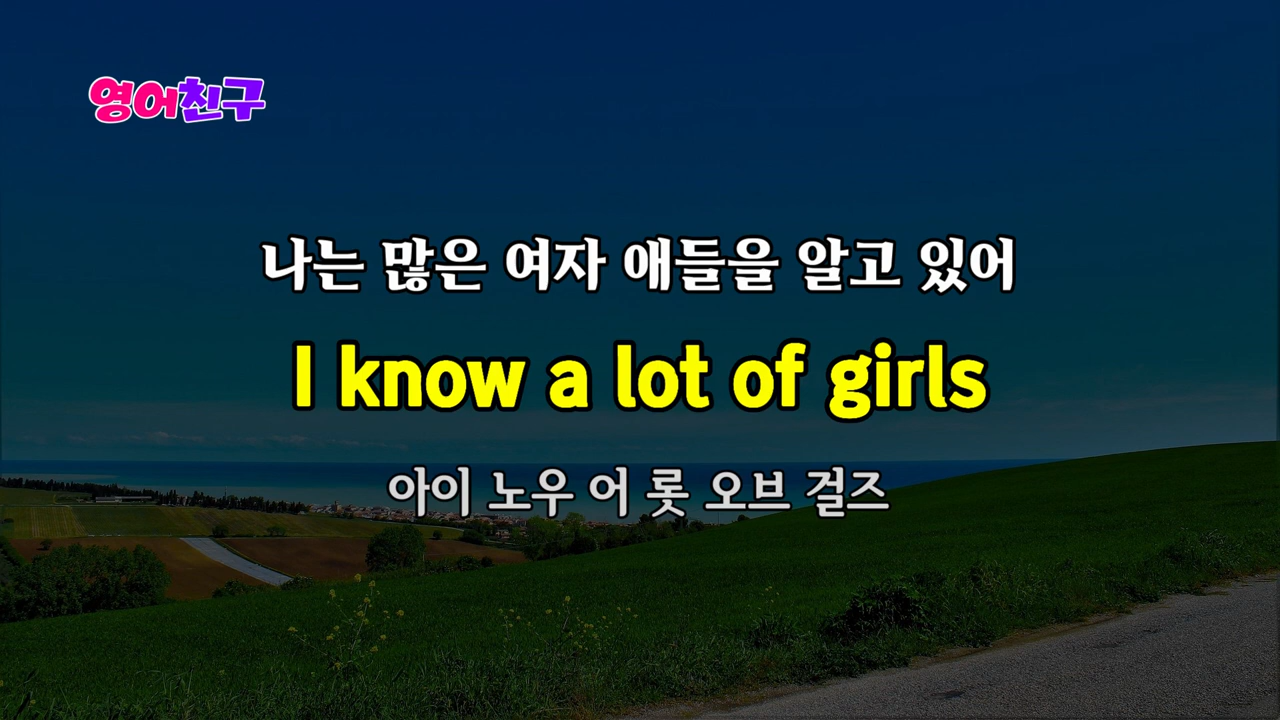 영어친구
나는 많은 여자 애들을 알고 있어
I know a lot of girls
아이 노우 어 롯 오브 걸즈